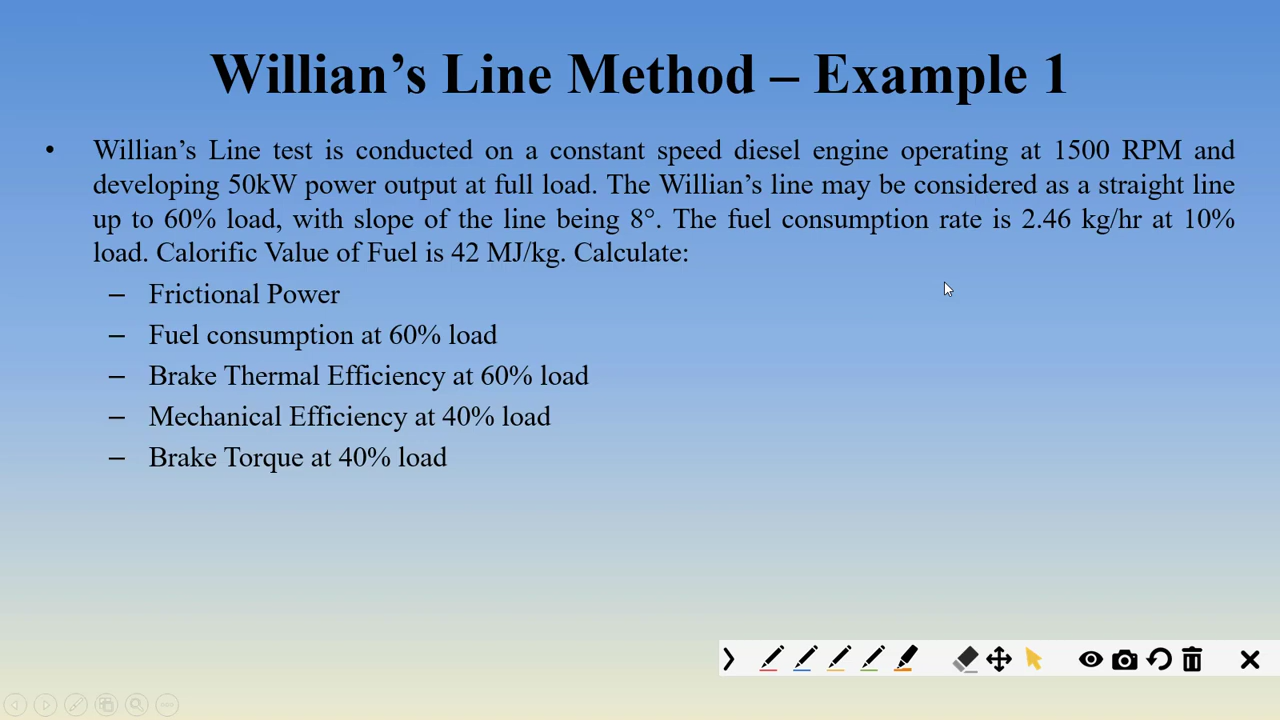 Willian’s Line Method – Example 1
• Willian’s Line test is conducted on a constant speed diesel engine operating at 1500 RPM and
developing 50kW power output at full load. The Willian’s line may be considered as a straight line
up to 60% load, with slope of the line being 8°. The fuel consumption rate is 2.46 kg/hr at 10%
load. Calorific Value of Fuel is 42 MJ/kg. Calculate:
– Frictional Power
– Fuel consumption at 60% load
– Brake Thermal Efficiency at 60% load
– Mechanical Efficiency at 40% load
– Brake Torque at 40% load